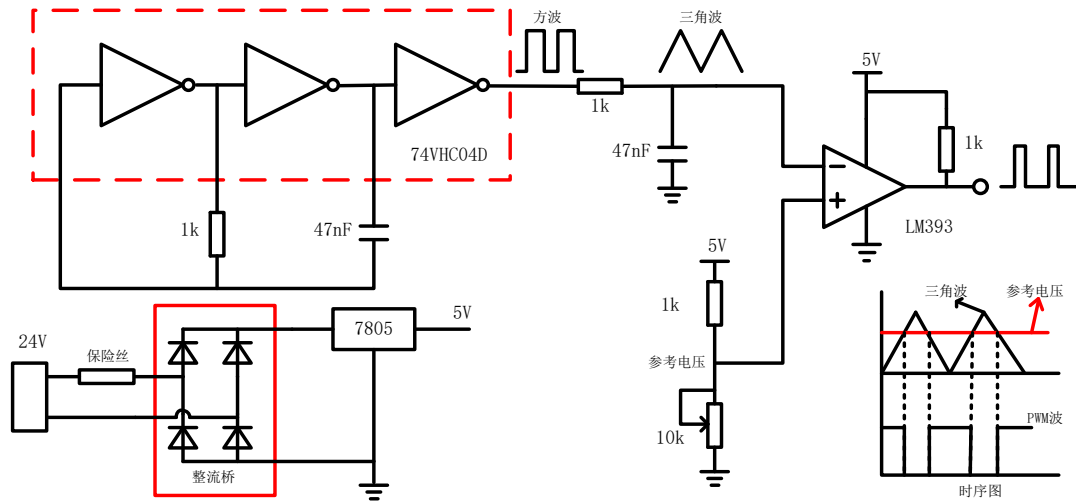 方波
三角波
5V
1k
1k
74VHC04D
47nF
1k
47nF
LM393
5V
三角波
参考电压
1k
5V
7805
24V
保险丝
参考电压
10k
PWM波
整流桥
时序图